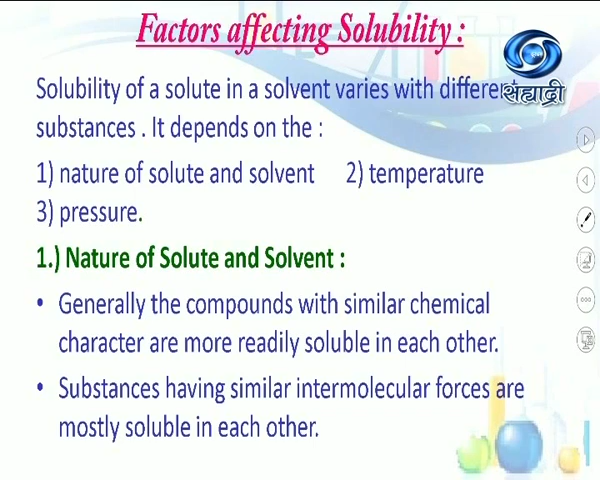 Factors affecting Solubility :
सह्याद्री
Solubility of a solute in a solvent varies with different
substances . It depends on the :
1) nature of solute and solvent 2) temperature
3) pressure.
1.) Nature of Solute and Solvent :
• Generally the compounds with similar chemical
character are more readily soluble in each other.
• Substances having similar intermolecular forces are
mostly soluble in each other.